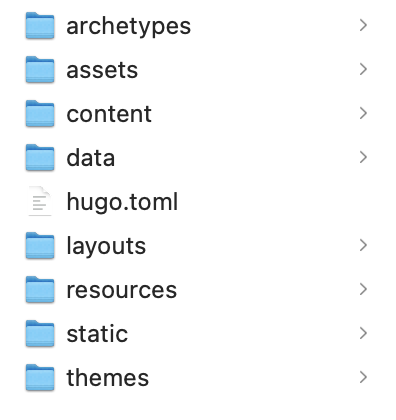 archetypes
assets
content
data
hugo.toml
layouts
resources
static
themes